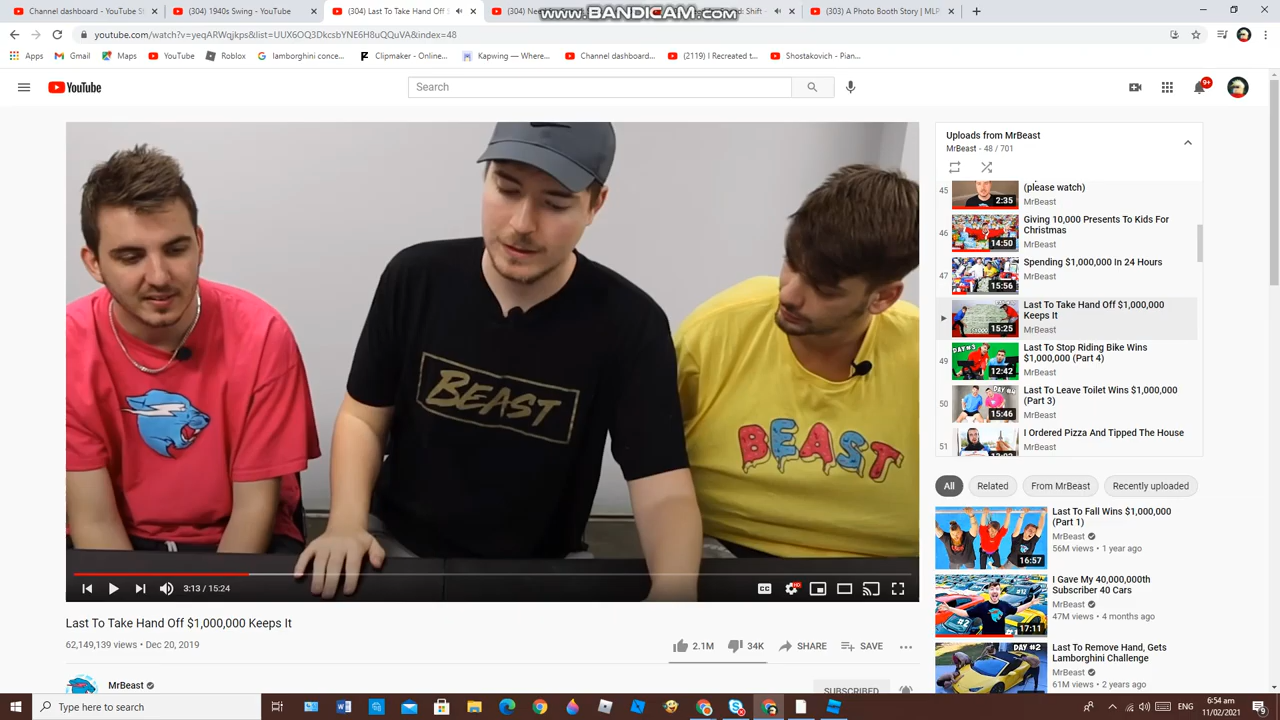 Channel dashboard - YouTube S
(304) 1940s Swing - YouTube
(304) Last To Take Hand Off
(304)
Shift
(303) A Photo Booth Story | MLP
www.BANDICAM.com
youtube.com/watch?v=yeqARWqjkps&list=UUX6OQ3DkcsbYNE6H8uQQuVA&index=48
Apps
Gmail
Maps
YouTube
Roblox
lamborghini conce...
Clipmaker - Online...
Kapwing — Where...
Channel dashboard...
(2119) I Recreated t...
Shostakovich - Pian...
YouTube
Search
9+
BEAST
BEAST
3:13 / 15:24
CC
HD
Last To Take Hand Off $1,000,000 Keeps It
62,149,139 views • Dec 20, 2019
2.1M
34K
SHARE
SAVE
MrBeast
SUBSCRIBED
Uploads from MrBeast
MrBeast - 48 / 701
45
(please watch)
MrBeast
2:35
46
Giving 10,000 Presents To Kids For
Christmas
MrBeast
14:50
47
Spending $1,000,000 In 24 Hours
MrBeast
15:56
Last To Take Hand Off $1,000,000
Keeps It
MrBeast
15:25
49
DAY #3
Last To Stop Riding Bike Wins
$1,000,000 (Part 4)
MrBeast
12:42
50
Last To Leave Toilet Wins $1,000,000
(Part 3)
MrBeast
15:46
51
I Ordered Pizza And Tipped The House
MrBeast
All
Related
From MrBeast
Recently uploaded
Last To Fall Wins $1,000,000
(Part 1)
MrBeast
56M views • 1 year ago
16:57
I Gave My 40,000,000th
Subscriber 40 Cars
MrBeast
47M views • 4 months ago
17:11
DAY #2
Last To Remove Hand, Gets
Lamborghini Challenge
MrBeast
61M views • 2 years ago
Type here to search
ENG
6:54 am
11/02/2021